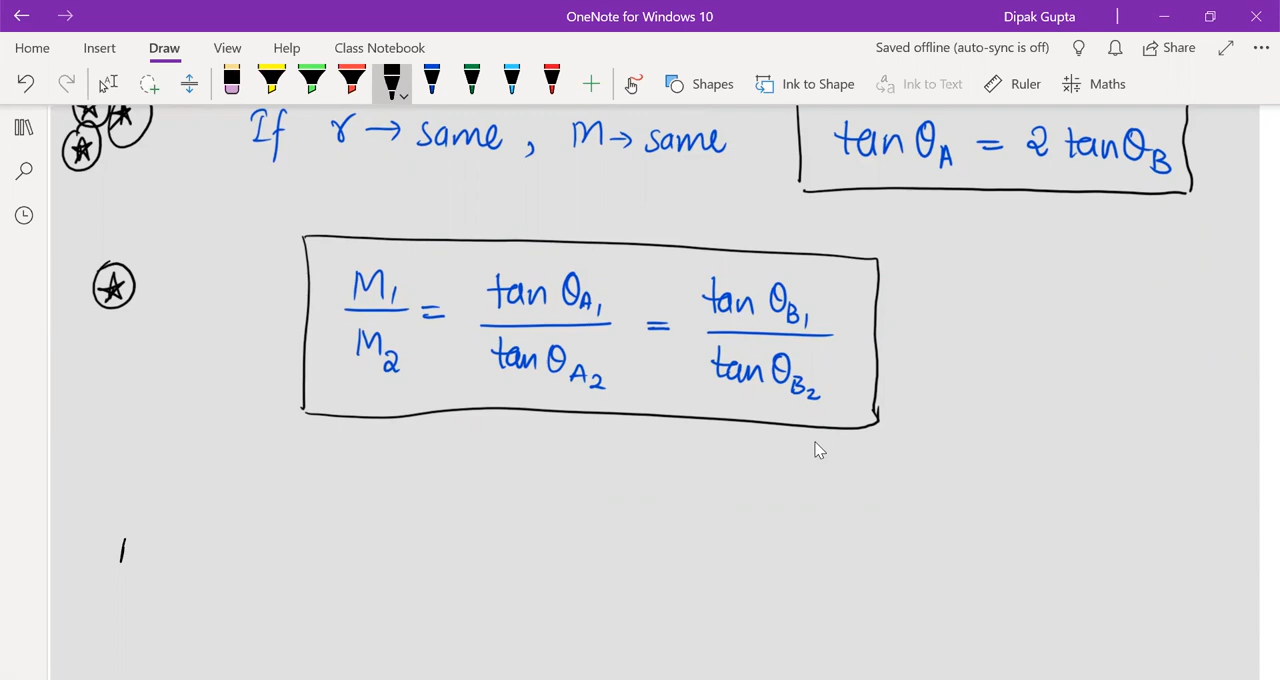 OneNote for Windows 10
Dipak Gupta
Home Insert Draw View Help Class Notebook
Saved offline (auto-sync is off)
Share
Shapes Ink to Shape Ink to Text Ruler Maths
If r → same , M → same
tan θA = 2 tan θB
M1/M2 = tan θA1/tan θA2 = tan θB1/tan θB2